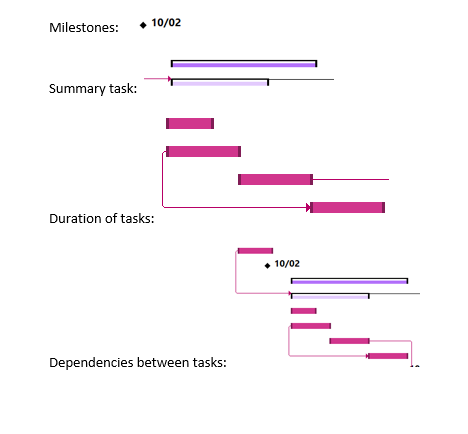 Milestones: ◆ 10/02
Summary task:
Duration of tasks:
10/02
Dependencies between tasks: